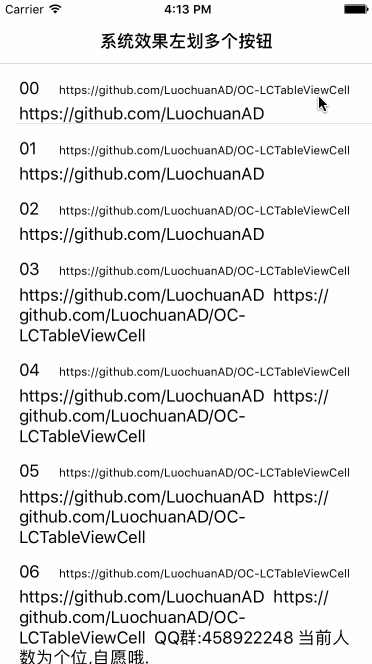 Carrier 4:13 PM
系统效果左划多个按钮
00 https://github.com/LuochuanAD/OC-LCTableViewCell
https://github.com/LuochuanAD
01 https://github.com/LuochuanAD/OC-LCTableViewCell
https://github.com/LuochuanAD
02 https://github.com/LuochuanAD/OC-LCTableViewCell
https://github.com/LuochuanAD
03 https://github.com/LuochuanAD/OC-LCTableViewCell
https://github.com/LuochuanAD  https://
github.com/LuochuanAD/OC-
LCTableViewCell
04 https://github.com/LuochuanAD/OC-LCTableViewCell
https://github.com/LuochuanAD  https://
github.com/LuochuanAD/OC-
LCTableViewCell
05 https://github.com/LuochuanAD/OC-LCTableViewCell
https://github.com/LuochuanAD  https://
github.com/LuochuanAD/OC-
LCTableViewCell
06 https://github.com/LuochuanAD/OC-LCTableViewCell
https://github.com/LuochuanAD  https://
github.com/LuochuanAD/OC-
LCTableViewCell  QQ群:458922248 当前人
数为个位,自愿哦.